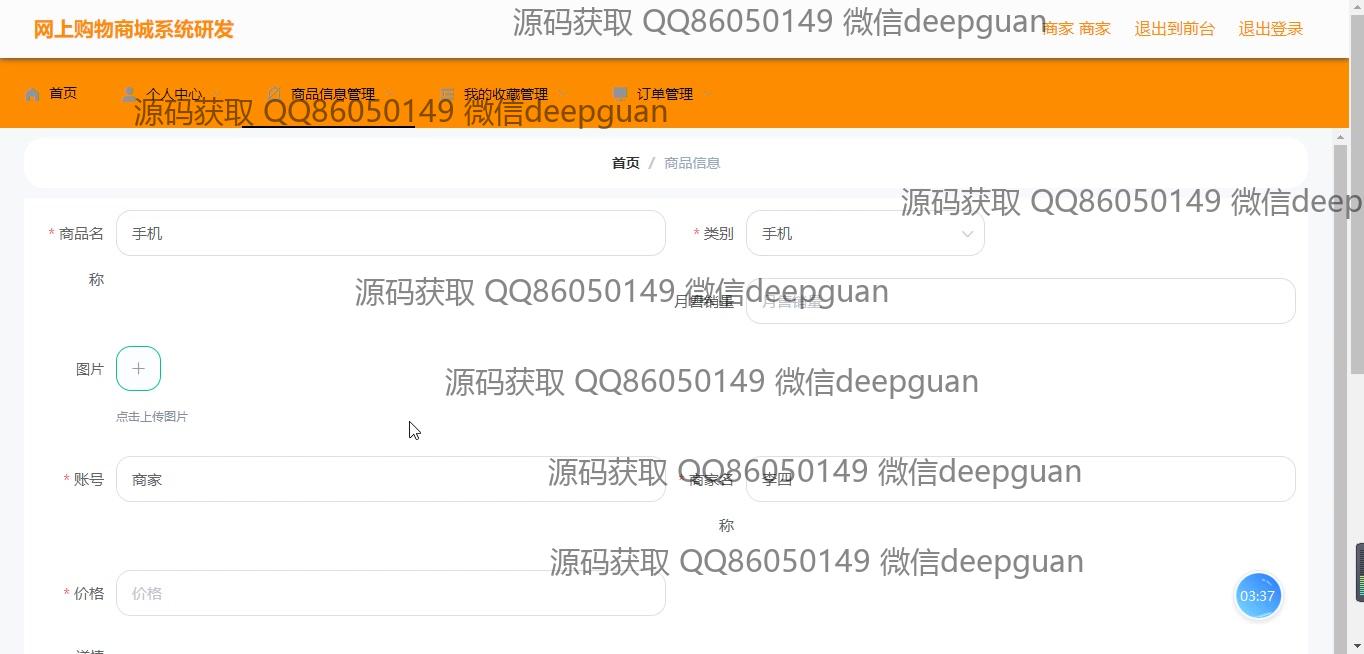 网上购物商城系统研发
源码获取 QQ86050149 微信deepguan
商家 商家 退出到前台 退出登录
首页 个人中心 商品信息管理 我的收藏管理 订单管理
源码获取 QQ86050149 微信deepguan
首页 / 商品信息
源码获取 QQ86050149 微信deep
* 商品名称 手机 * 类别 手机
源码获取 QQ86050149 微信deepguan
月售销量 月售销量
图片 +
源码获取 QQ86050149 微信deepguan
点击上传图片
源码获取 QQ86050149 微信deepguan
* 账号 商家 * 商家名称 李四
源码获取 QQ86050149 微信deepguan
* 价格 价格
03:37
详情